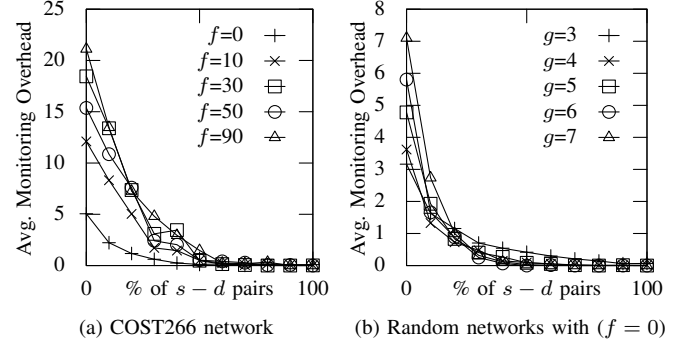 Avg. Monitoring Overhead
25
20
15
10
5
0
f=0
f=10
f=30
f=50
f=90
0
100
% of s − d pairs
(a) COST266 network
Avg. Monitoring Overhead
8
7
6
5
4
3
2
1
0
g=3
g=4
g=5
g=6
g=7
0
100
% of s − d pairs
(b) Random networks with (f = 0)